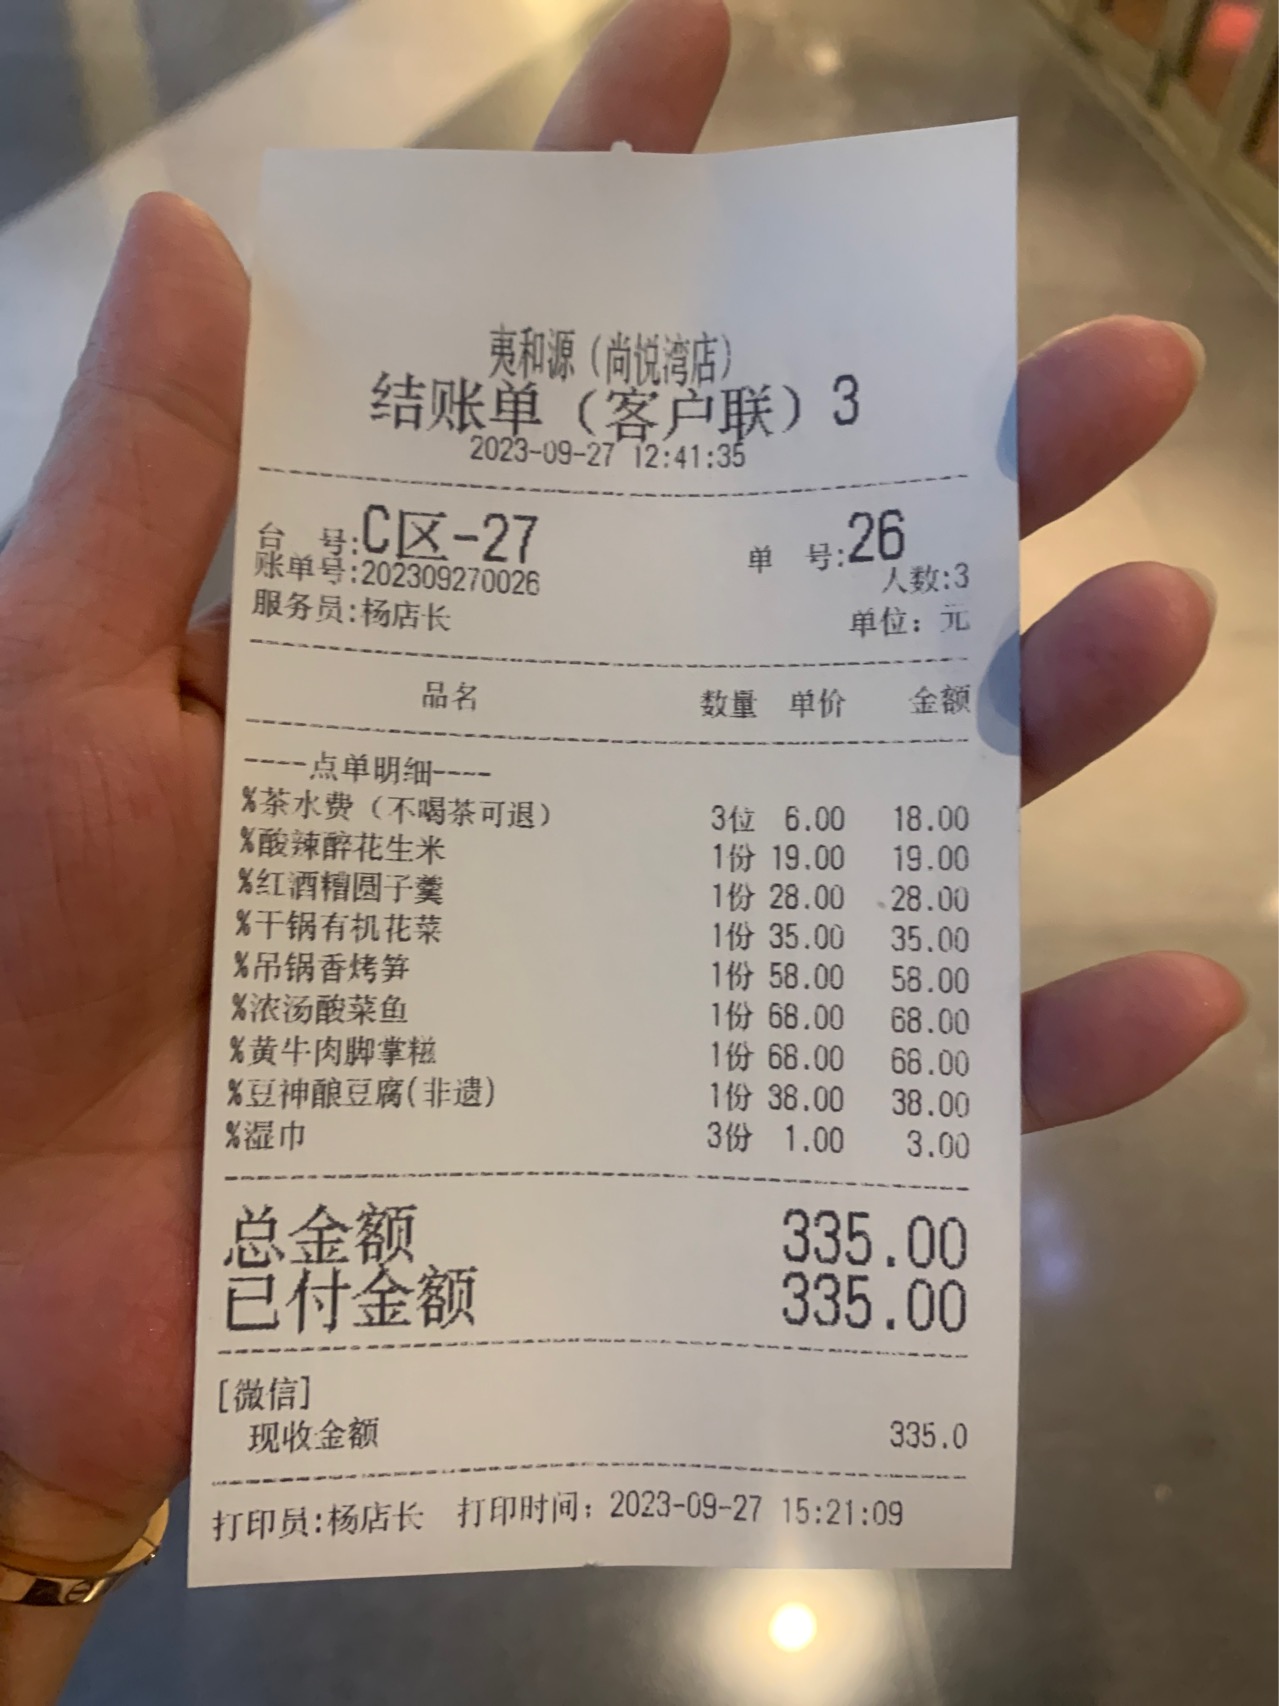 夷和源（尚悦湾店）
结账单（客户联）3
2023-09-27 12:41:35
台 号:C区-27 单 号:26
账单号:202309270026 人数:3
服务员:杨店长 单位：元
品名 数量 单价 金额
----点单明细----
%茶水费（不喝茶可退） 3位 6.00 18.00
%酸辣醉花生米 1份 19.00 19.00
%红酒糟圆子羹 1份 28.00 28.00
%干锅有机花菜 1份 35.00 35.00
%吊锅香烤笋 1份 58.00 58.00
%浓汤酸菜鱼 1份 68.00 68.00
%黄牛肉脚掌糍 1份 68.00 68.00
%豆神酿豆腐(非遗) 1份 38.00 38.00
%湿巾 3份 1.00 3.00
总金额 335.00
已付金额 335.00
[微信]
现收金额 335.0
打印员:杨店长 打印时间：2023-09-27 15:21:09